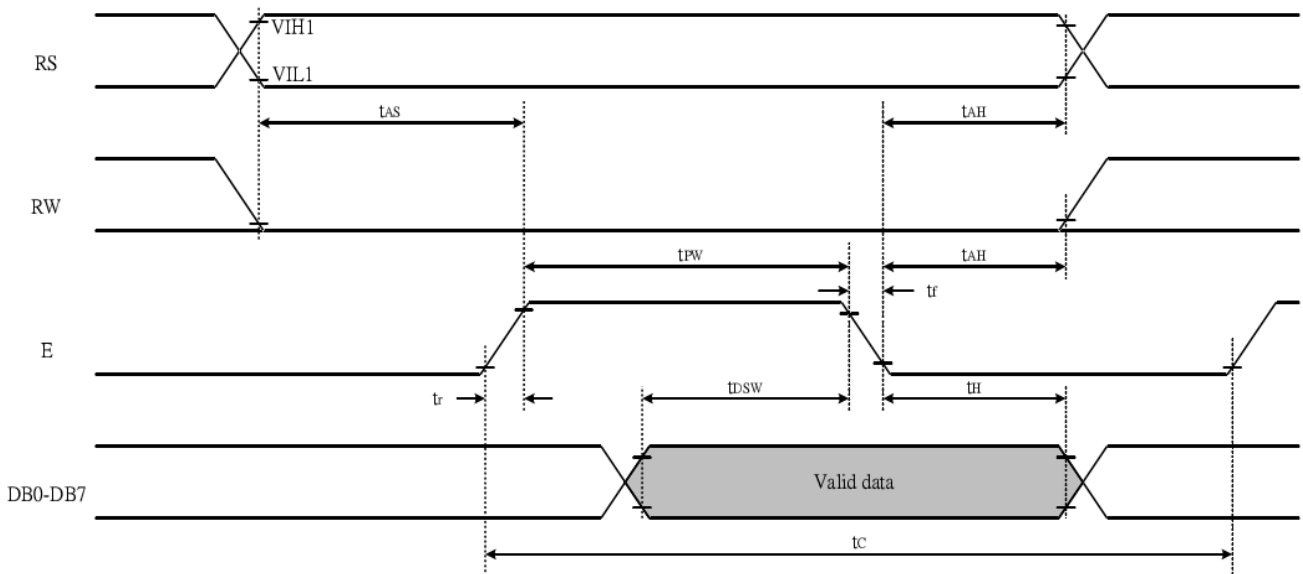 VIH1
RS
VIL1
tAS
tAH
RW
tPW
tAH
tf
E
tr
tDSW
tH
Valid data
DB0-DB7
tC